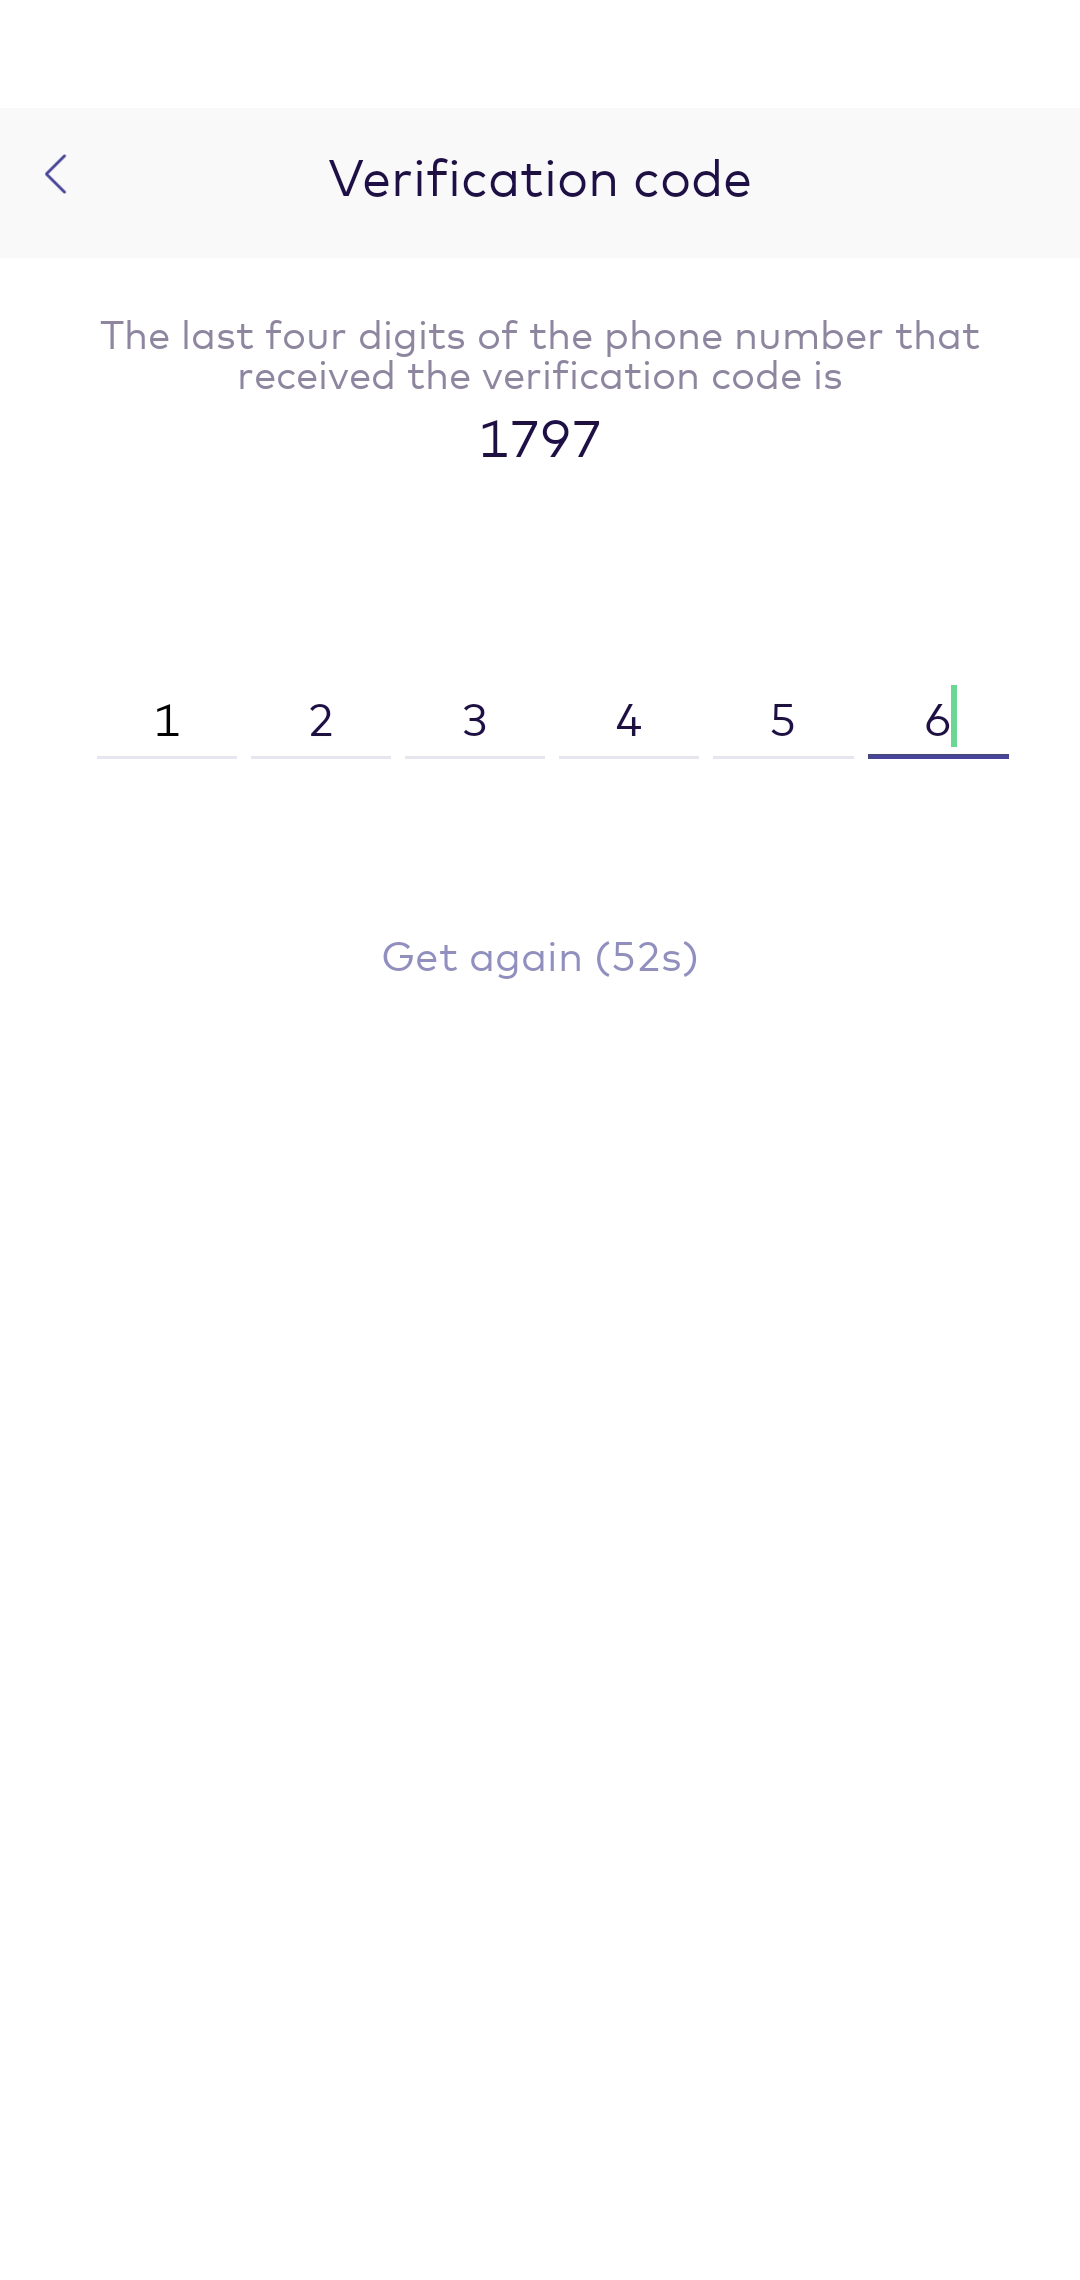 Verification code
The last four digits of the phone number that
received the verification code is
1797
1 2 3 4 5 6
Get again (52s)